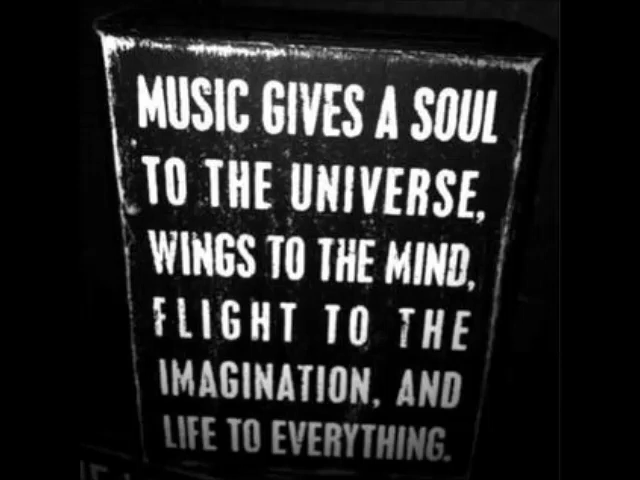 MUSIC GIVES A SOUL
TO THE UNIVERSE,
WINGS TO THE MIND,
FLIGHT TO THE
IMAGINATION, AND
LIFE TO EVERYTHING.